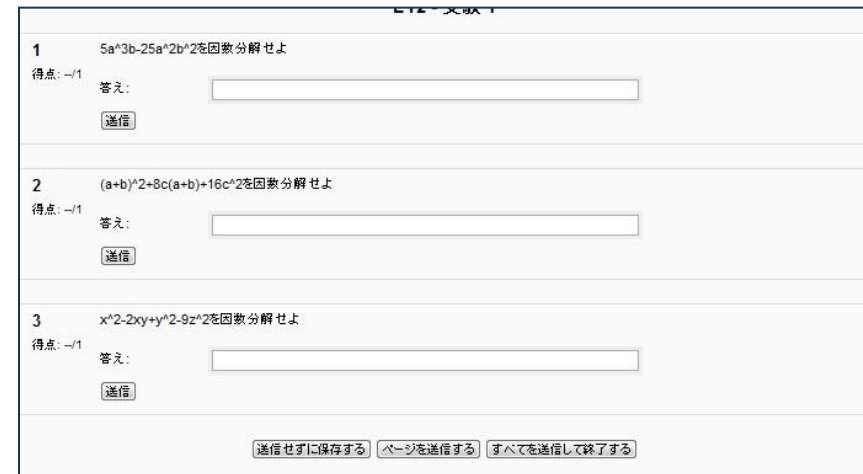 1 5a^3b-25a^2b^2を因数分解せよ
得点: --/1
答え:
送信
2 (a+b)^2+8c(a+b)+16c^2を因数分解せよ
得点: --/1
答え:
送信
3 x^2-2xy+y^2-9z^2を因数分解せよ
得点: --/1
答え:
送信
送信せずに保存する ページを送信する すべてを送信して終了する